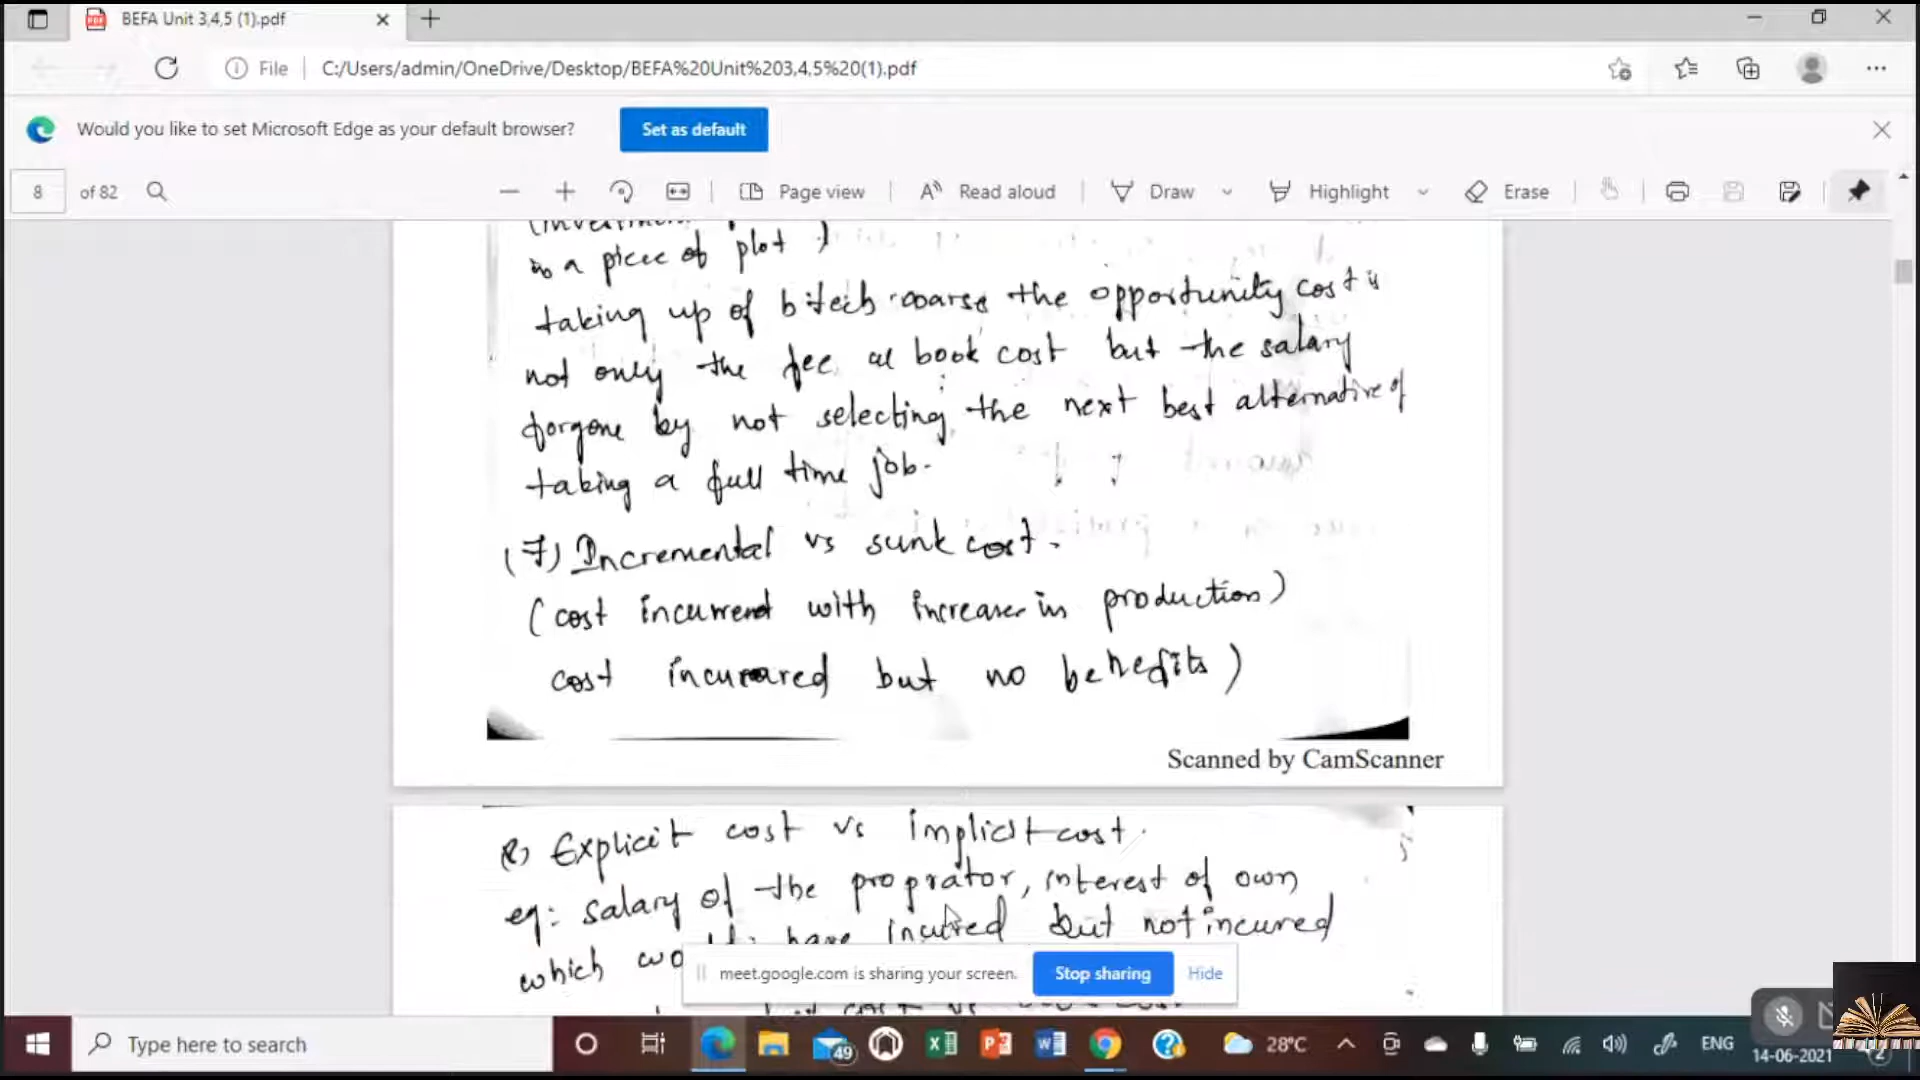 BEFA Unit 3,4,5 (1).pdf
File
C:/Users/admin/OneDrive/Desktop/BEFA%20Unit%203,4,5%20(1).pdf
Would you like to set Microsoft Edge as your default browser?
Set as default
8 of 82
Page view
Read aloud
Draw
Highlight
Erase
a piece of plot )
taking up of b.tech coarse the opportunity cost is
not only the fee book cost but the salary
forgone by not selecting the next best alternative of
taking a full time job.
(7) Incremental vs sunk cost.
(cost incurrend with increase in production)
cost incurared but no benefits)
Scanned by CamScanner
Explicit cost vs implicit cost.
eg: salary of the proprator, interest of own
which have incured but not incured
meet.google.com is sharing your screen.
Stop sharing
Hide
cost vs
Type here to search
49
28°C
ENG
14-06-2021
2